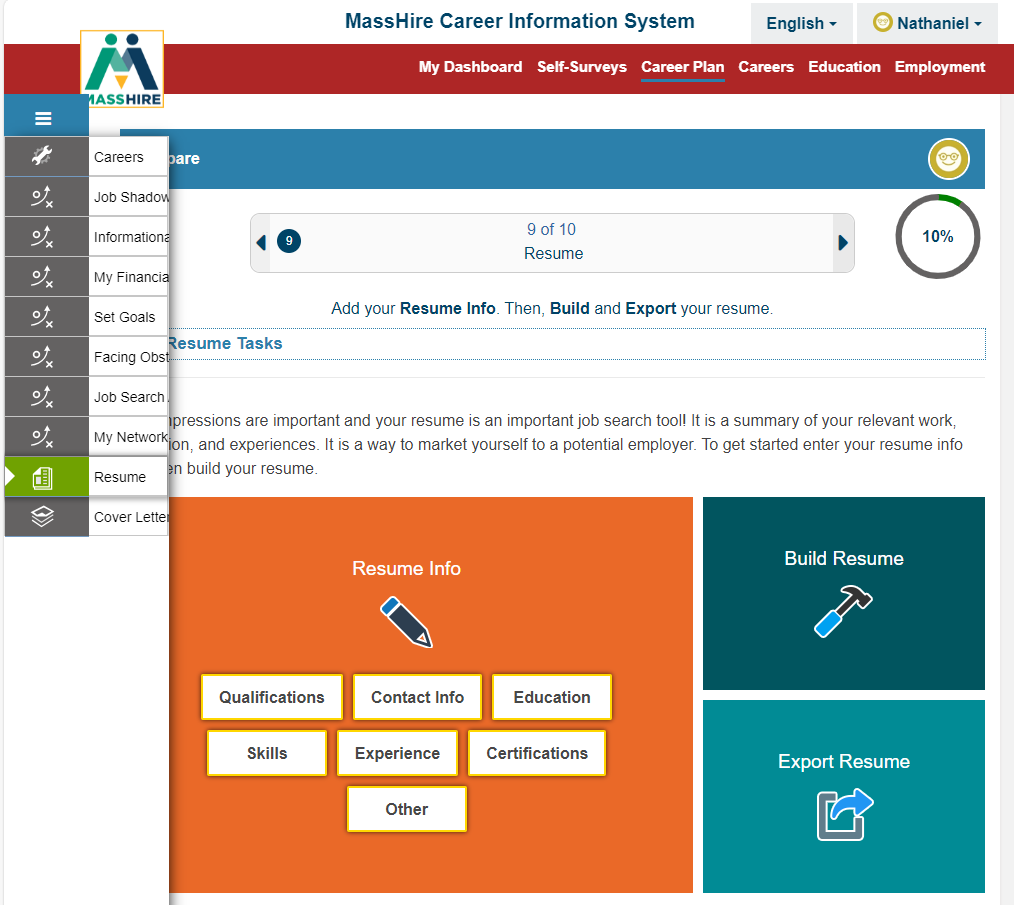 MassHire Career Information System
English
Nathaniel
MASSHIRE
My Dashboard Self-Surveys Career Plan Careers Education Employment
pare
Careers
Job Shadow
Informationa
My Financia
Set Goals
Facing Obst
Job Search
My Network
Resume
Cover Letter
9
9 of 10
Resume
10%
Add your Resume Info. Then, Build and Export your resume.
Resume Tasks
pressions are important and your resume is an important job search tool! It is a summary of your relevant work,
ion, and experiences. It is a way to market yourself to a potential employer. To get started enter your resume info
en build your resume.
Resume Info
Qualifications Contact Info Education
Skills Experience Certifications
Other
Build Resume
Export Resume